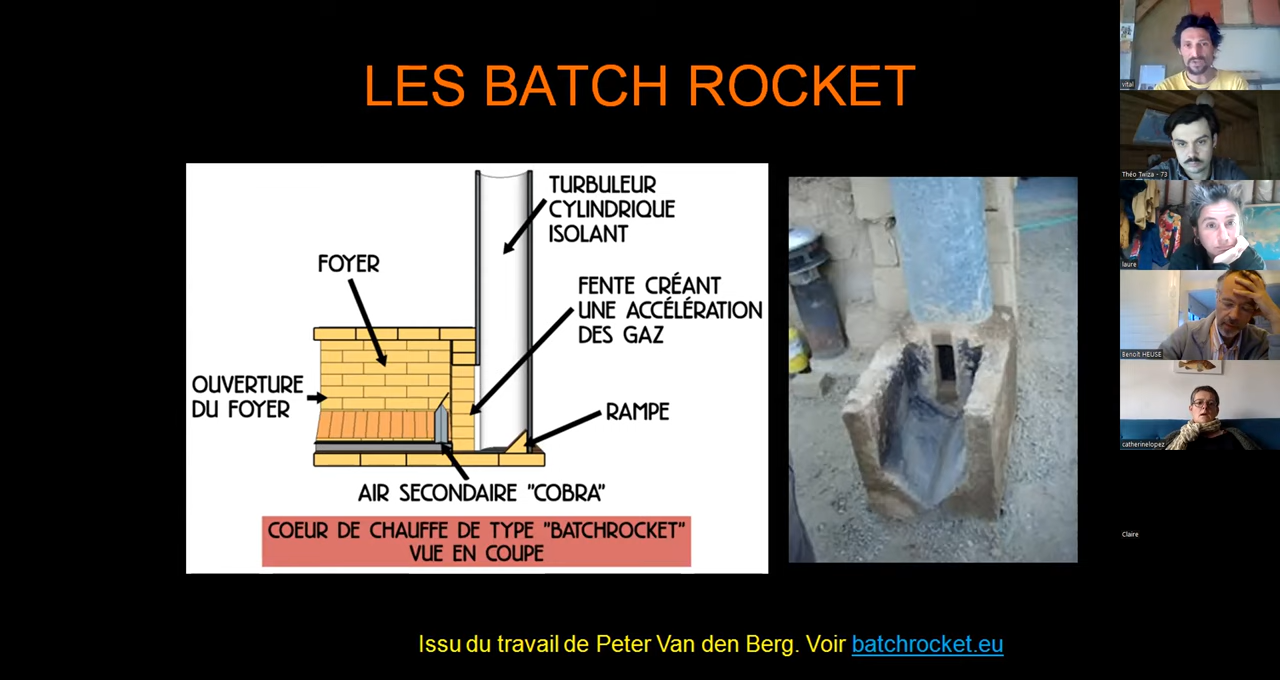 LES BATCH ROCKET
TURBULEUR
CYLINDRIQUE
ISOLANT
FOYER
FENTE CRÉANT
UNE ACCÉLÉRATION
DES GAZ
OUVERTURE
DU FOYER
RAMPE
AIR SECONDAIRE "COBRA"
COEUR DE CHAUFFE DE TYPE "BATCHROCKET"
VUE EN COUPE
Issu du travail de Peter Van den Berg. Voir batchrocket.eu
vital
Théo Twiza - 73
laure
Benoît HEUSE
catherinelopez
Claire